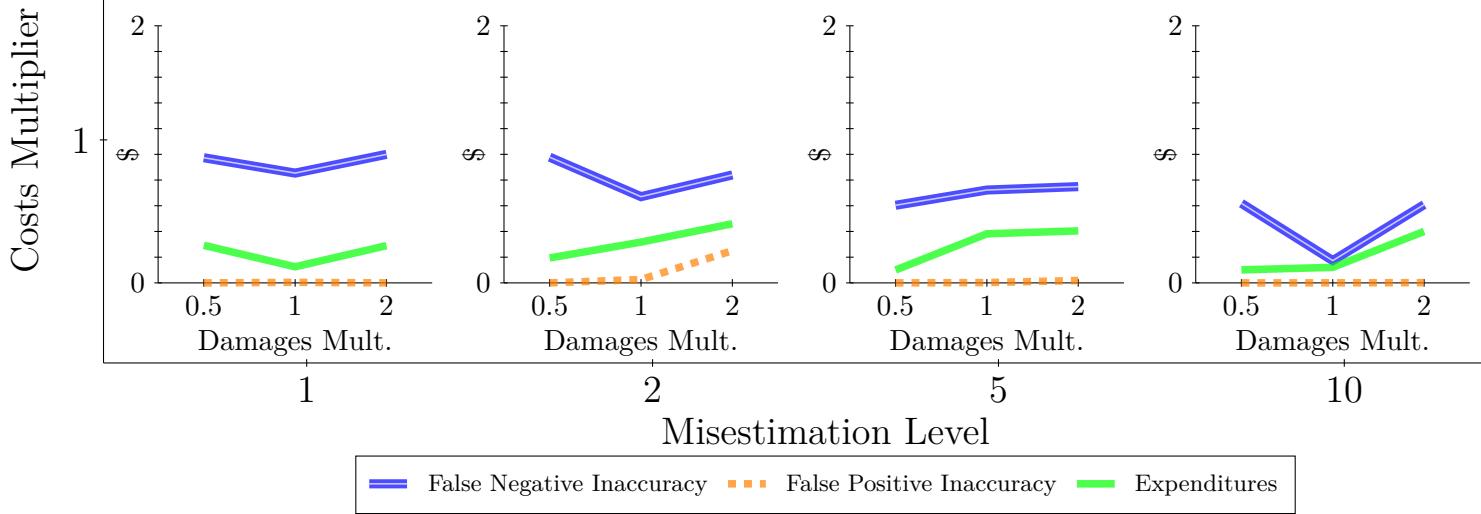 Costs Multiplier
1
2 2 2 2
$ $ $ $
0 0 0 0
0.5 1 2 0.5 1 2 0.5 1 2 0.5 1 2
Damages Mult. Damages Mult. Damages Mult. Damages Mult.
1 2 5 10
Misestimation Level
False Negative Inaccuracy False Positive Inaccuracy Expenditures